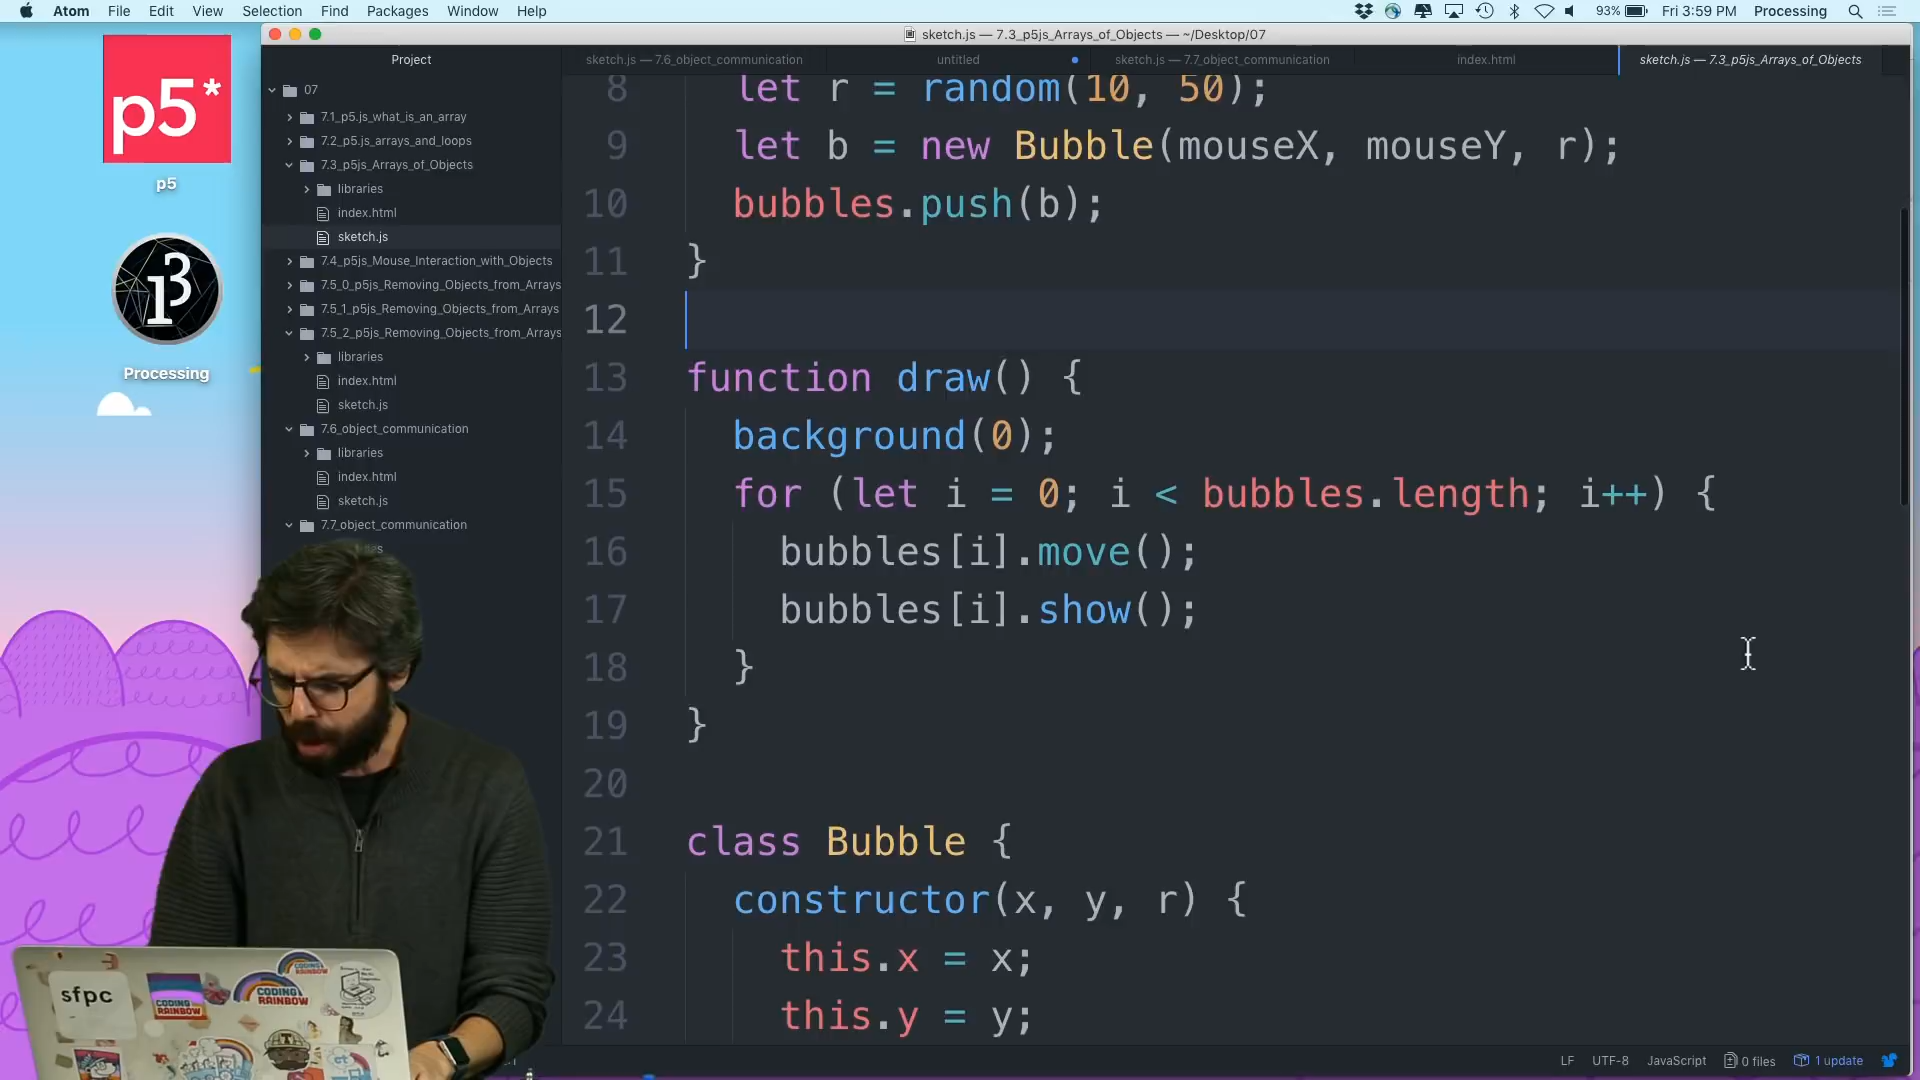 Atom File Edit View Selection Find Packages Window Help
93% Fri 3:59 PM Processing
sketch.js — 7.3_p5js_Arrays_of_Objects — ~/Desktop/07
p5*
p5
Processing
Project
07
7.1_p5.js_what_is_an_array
7.2_p5.js_arrays_and_loops
7.3_p5js_Arrays_of_Objects
libraries
index.html
sketch.js
7.4_p5js_Mouse_Interaction_with_Objects
7.5_0_p5js_Removing_Objects_from_Arrays
7.5_1_p5js_Removing_Objects_from_Arrays
7.5_2_p5js_Removing_Objects_from_Arrays
libraries
index.html
sketch.js
7.6_object_communication
libraries
index.html
sketch.js
7.7_object_communication
sketch.js — 7.6_object_communication
untitled
sketch.js — 7.7_object_communication
index.html
sketch.js — 7.3_p5js_Arrays_of_Objects
8 let r = random(10, 50);
9 let b = new Bubble(mouseX, mouseY, r);
10 bubbles.push(b);
11 }
12
13 function draw() {
14 background(0);
15 for (let i = 0; i < bubbles.length; i++) {
16 bubbles[i].move();
17 bubbles[i].show();
18 }
19 }
20
21 class Bubble {
22 constructor(x, y, r) {
23 this.x = x;
24 this.y = y;
sfpc
CODING
RAINBOW
CODING
RAINBOW
CODING
RAINBOW
LF UTF-8 JavaScript 0 files 1 update